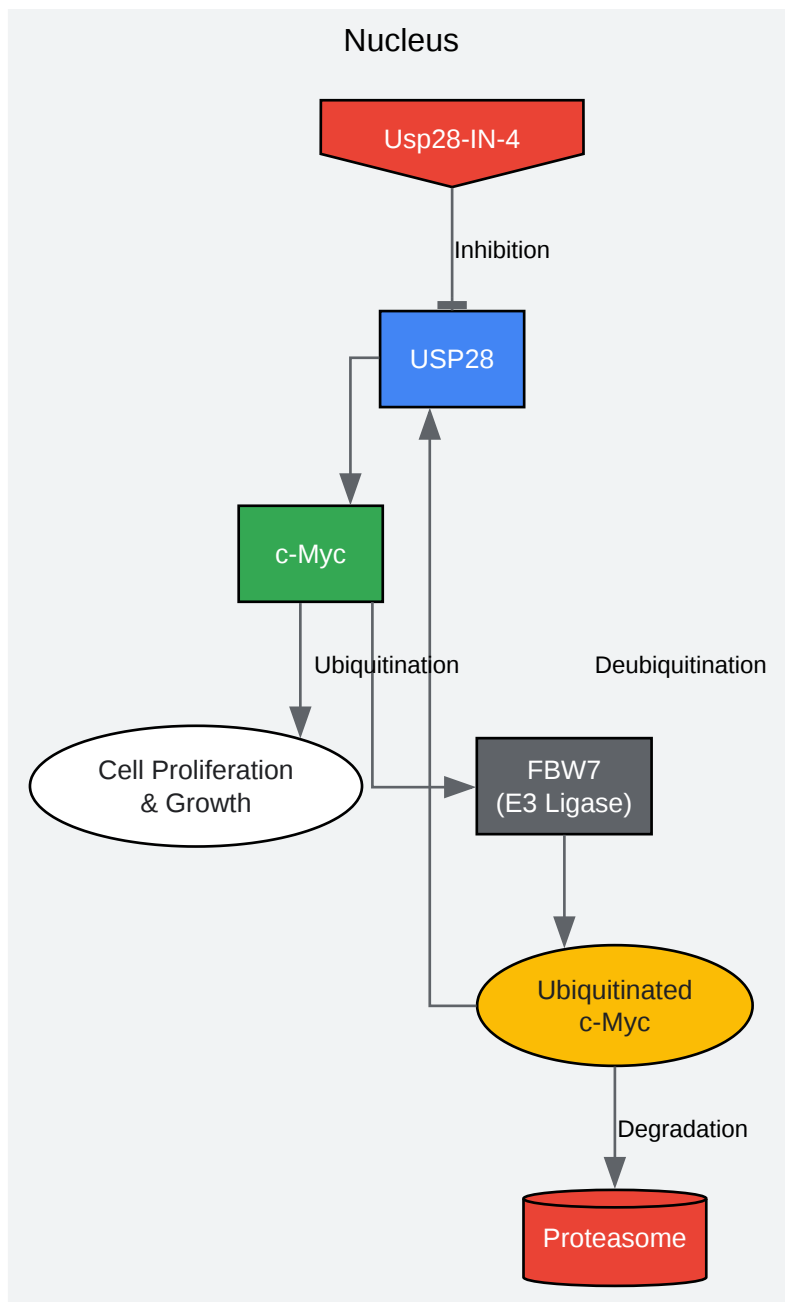 Nucleus
Usp28-IN-4
Inhibition
USP28
c-Myc
Ubiquitination
Deubiquitination
Cell Proliferation
& Growth
FBW7
(E3 Ligase)
Ubiquitinated
c-Myc
Degradation
Proteasome